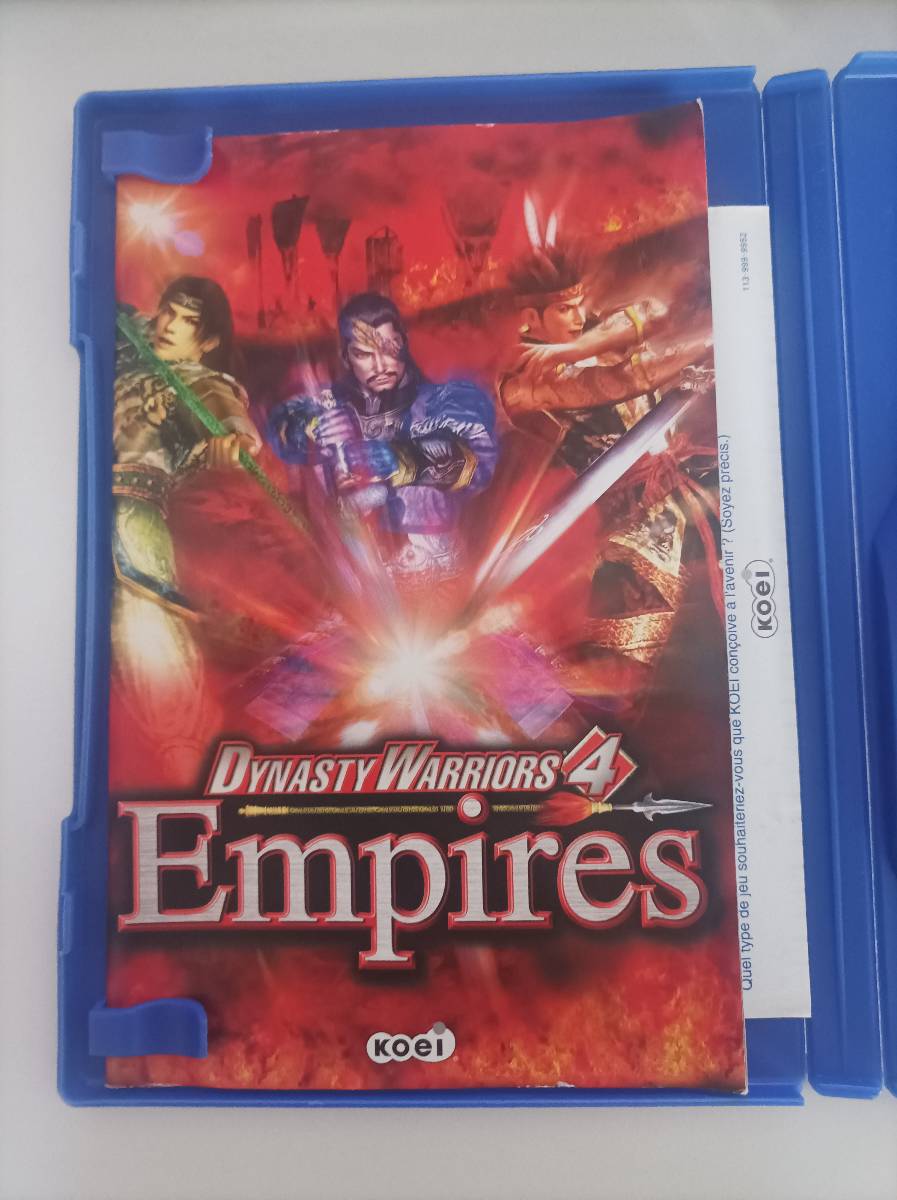 DYNASTY WARRIORS 4
Empires
KOEI
113-999-9552
Quel type de jeu souhaiteriez-vous que KOEI conçoive à l'avenir ? (Soyez précis.)
KOEI